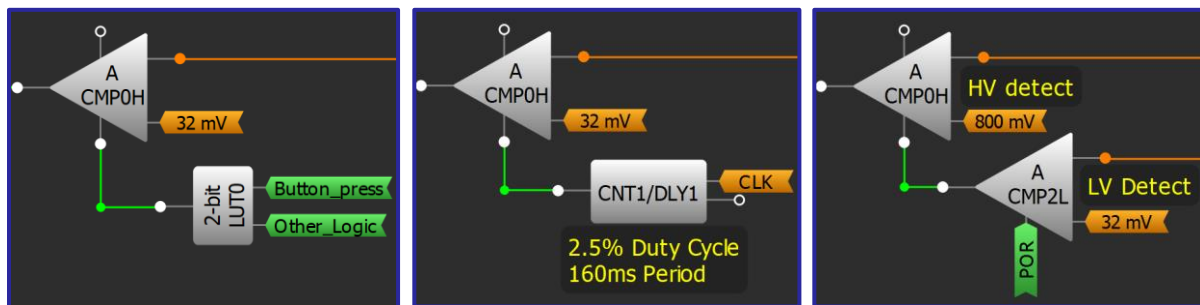 A
CMP0H
32 mV
2-bit
LUT0
Button_press
Other_Logic
A
CMP0H
32 mV
CNT1/DLY1
CLK
2.5% Duty Cycle
160ms Period
A
CMP0H
HV detect
800 mV
A
CMP2L
LV Detect
32 mV
POR